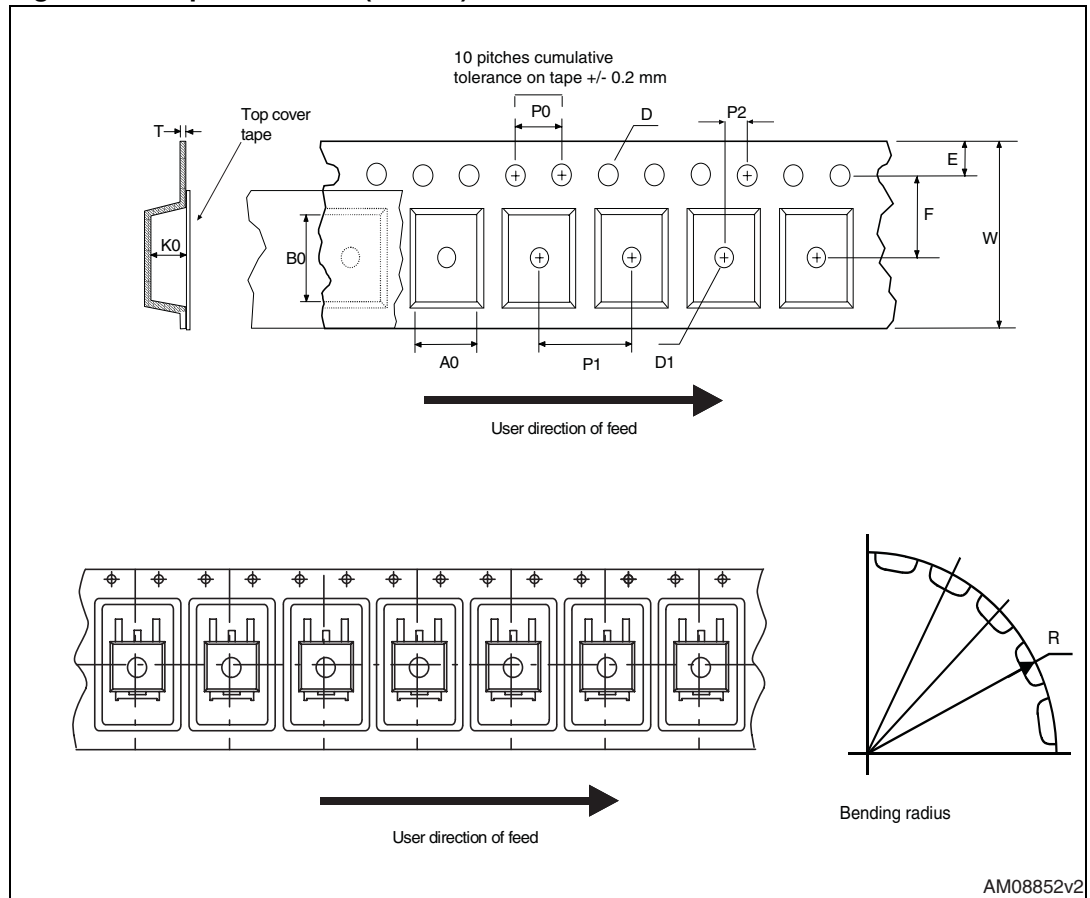 10 pitches cumulative
tolerance on tape +/- 0.2 mm
Top cover
tape
T
P0
D
P2
E
F
W
K0
B0
A0
P1
D1
User direction of feed
R
Bending radius
User direction of feed
AM08852v2